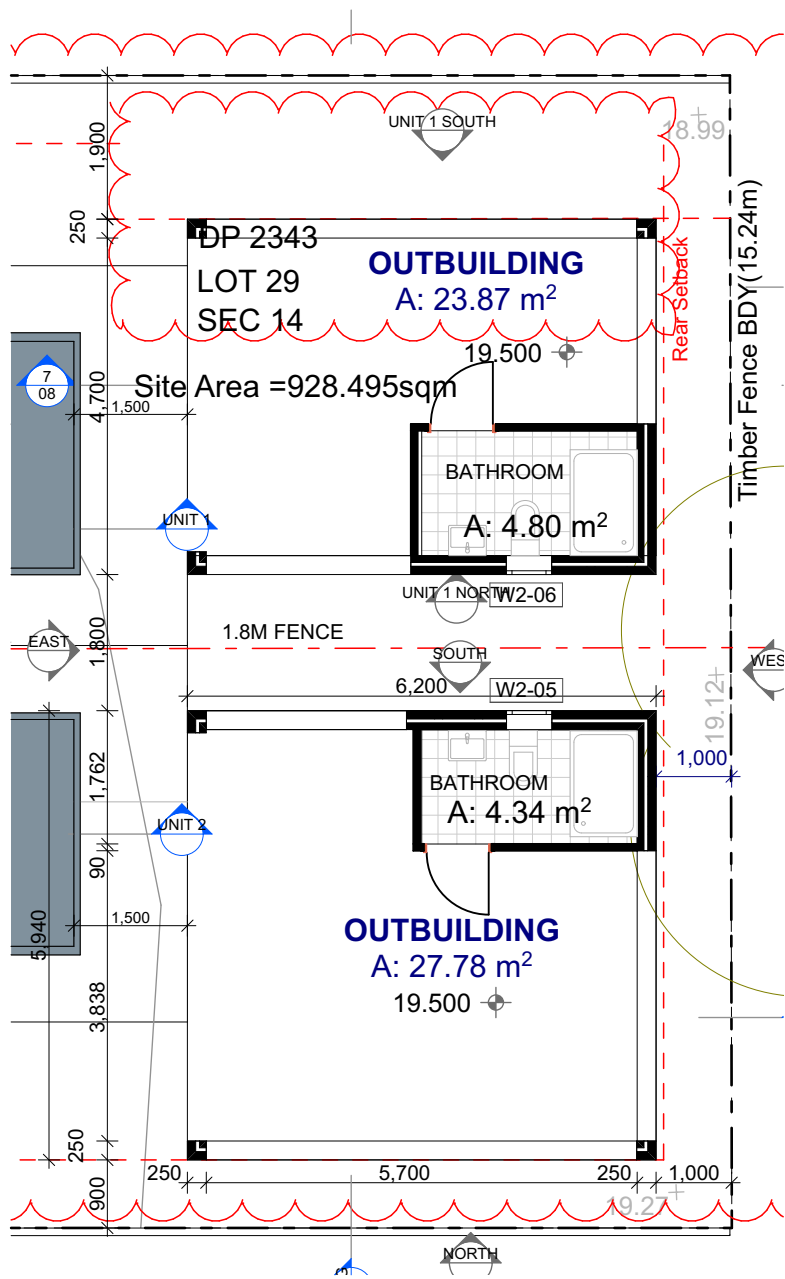 UNIT 1 SOUTH
18.99
1,900
250
DP 2343
LOT 29
SEC 14
OUTBUILDING
A: 23.87 m²
Rear Setback
Timber Fence BDY(15.24m)
19.500
7
08
Site Area =928.495sqm
4,700
1,500
BATHROOM
A: 4.80 m²
UNIT 1
UNIT 1 NORTH
W2-06
1.8M FENCE
EAST
1,800
SOUTH
WES
6,200
W2-05
19.12
1,000
1,762
BATHROOM
A: 4.34 m²
UNIT 2
90
1,500
5,940
OUTBUILDING
A: 27.78 m²
19.500
3,838
250
250
5,700
250
1,000
900
19.27
NORTH